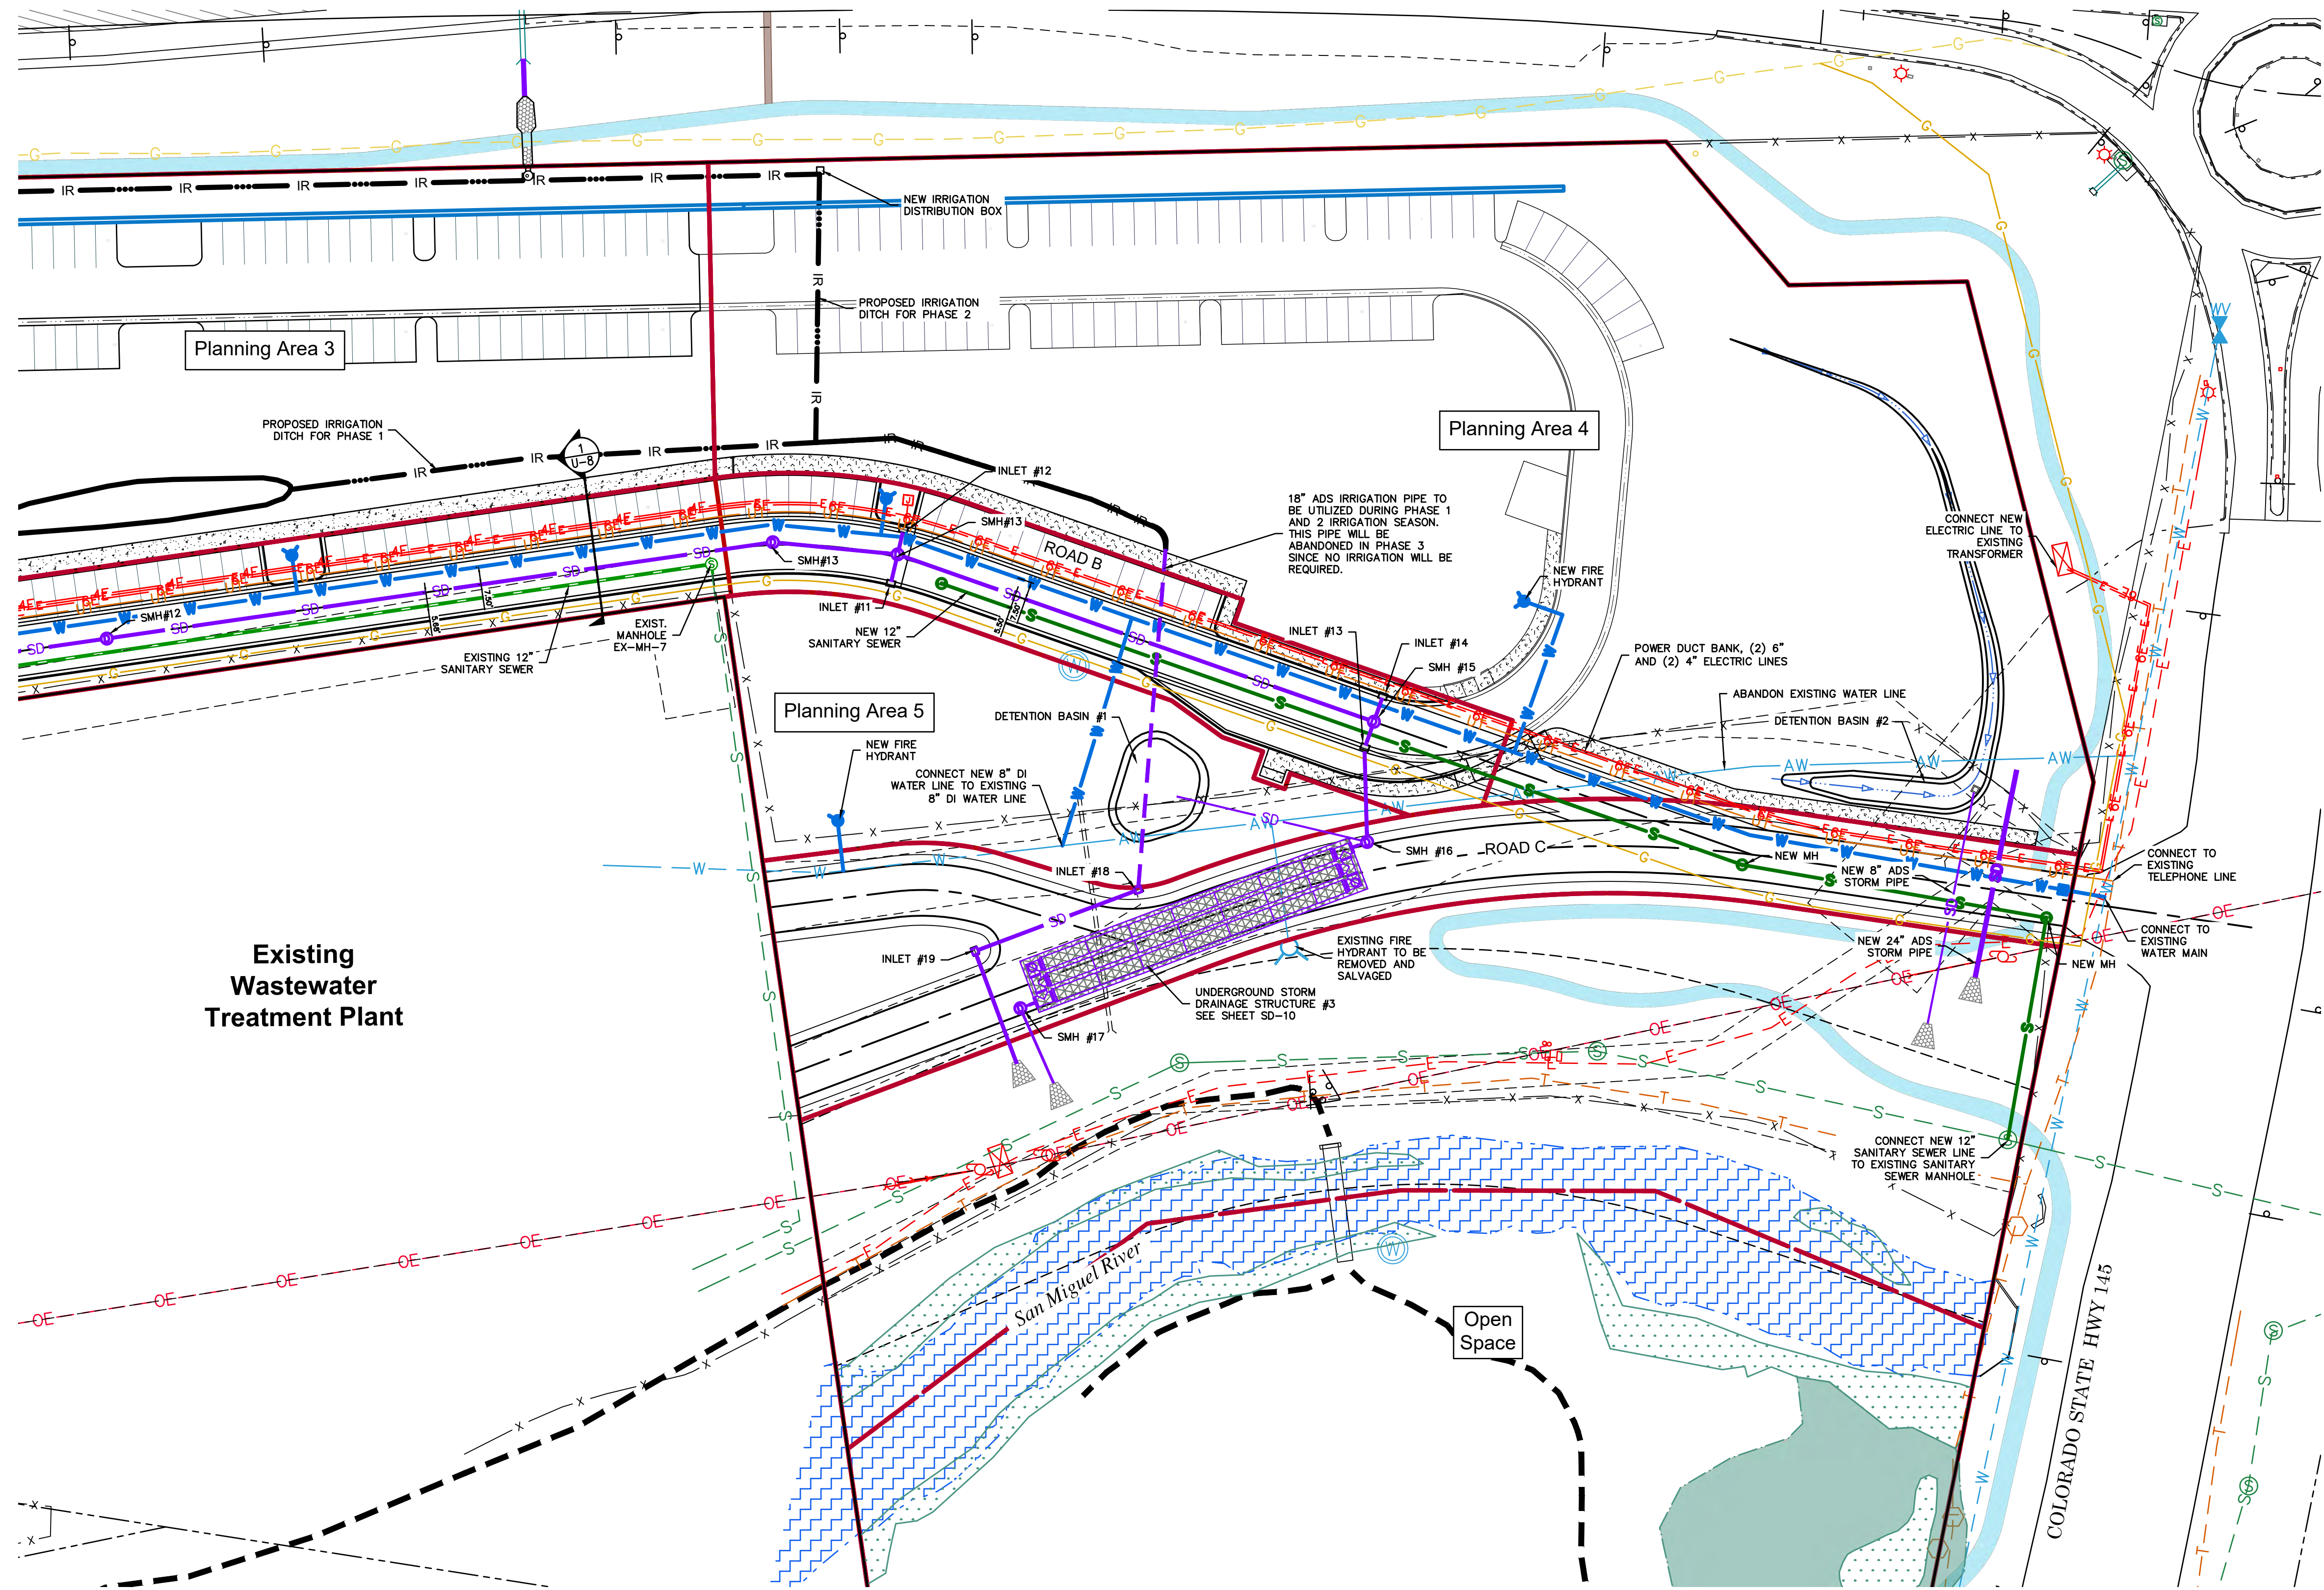 NEW IRRIGATION
DISTRIBUTION BOX
PROPOSED IRRIGATION
DITCH FOR PHASE 2
Planning Area 3
PROPOSED IRRIGATION
DITCH FOR PHASE 1
1
U-8
Planning Area 4
INLET #12
SMH#13
ROAD B
18" ADS IRRIGATION PIPE TO
BE UTILIZED DURING PHASE 1
AND 2 IRRIGATION SEASON.
THIS PIPE WILL BE
ABANDONED IN PHASE 3
SINCE NO IRRIGATION WILL BE
REQUIRED.
CONNECT NEW
ELECTRIC LINE TO
EXISTING
TRANSFORMER
SMH#13
NEW FIRE
HYDRANT
SMH#12
7.50'
5.68'
INLET #11
5.50'
7.50'
EXIST.
MANHOLE
EX-MH-7
NEW 12"
SANITARY SEWER
EXISTING 12"
SANITARY SEWER
INLET #13
INLET #14
SMH #15
POWER DUCT BANK, (2) 6"
AND (2) 4" ELECTRIC LINES
ABANDON EXISTING WATER LINE
DETENTION BASIN #2
Planning Area 5
DETENTION BASIN #1
NEW FIRE
HYDRANT
CONNECT NEW 8" DI
WATER LINE TO EXISTING
8" DI WATER LINE
INLET #18
SMH #16
ROAD C
NEW MH
NEW 8" ADS
STORM PIPE
CONNECT TO
EXISTING
TELEPHONE LINE
INLET #19
EXISTING FIRE
HYDRANT TO BE
REMOVED AND
SALVAGED
NEW 24" ADS
STORM PIPE
CONNECT TO
EXISTING
WATER MAIN
NEW MH
Existing
Wastewater
Treatment Plant
UNDERGROUND STORM
DRAINAGE STRUCTURE #3
SEE SHEET SD-10
SMH #17
CONNECT NEW 12"
SANITARY SEWER LINE
TO EXISTING SANITARY
SEWER MANHOLE
San Miguel River
Open
Space
COLORADO STATE HWY 145